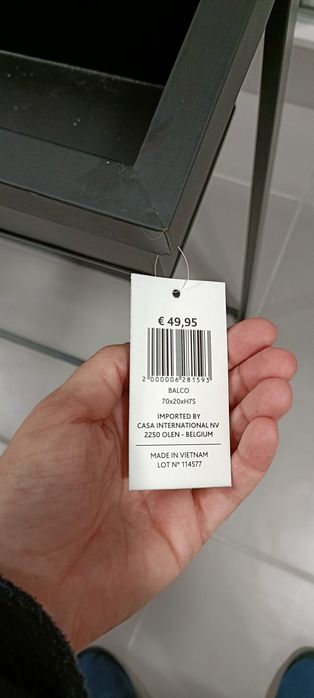 € 49,95
2 000006 281593
BALCO
70x20xH75
IMPORTED BY
CASA INTERNATIONAL NV
2250 OLEN - BELGIUM
MADE IN VIETNAM
LOT N° 114577